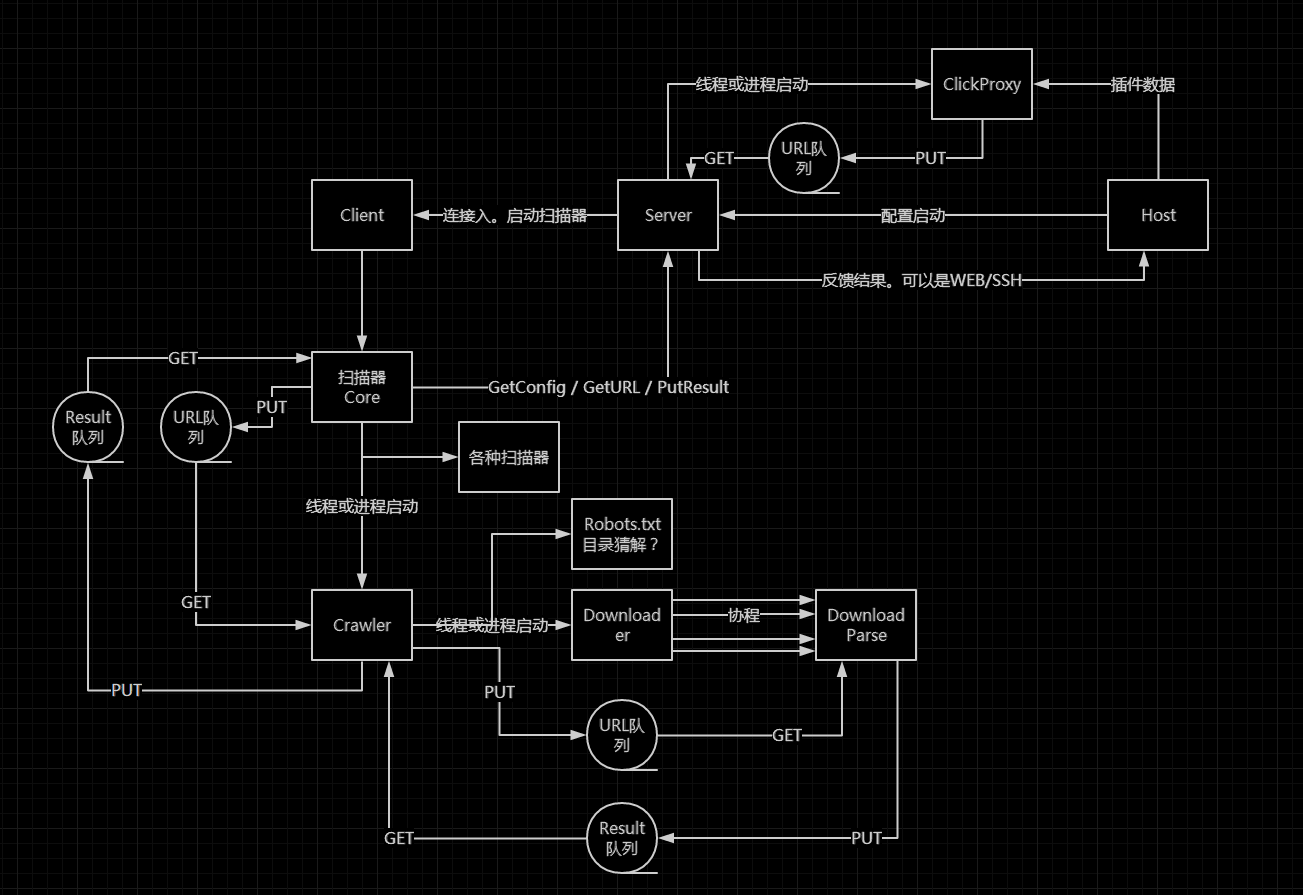 线程或进程启动
ClickProxy
插件数据
URL队
列
GET
PUT
Client
连接入。启动扫描器
Server
配置启动
Host
反馈结果。可以是WEB/SSH
GET
扫描器
Core
GetConfig / GetURL / PutResult
PUT
Result
队列
URL队
列
各种扫描器
线程或进程启动
Robots.txt
目录猜解？
GET
Crawler
线程或进程启动
Download
er
协程
Download
Parse
PUT
PUT
URL队
列
GET
Result
队列
GET
PUT